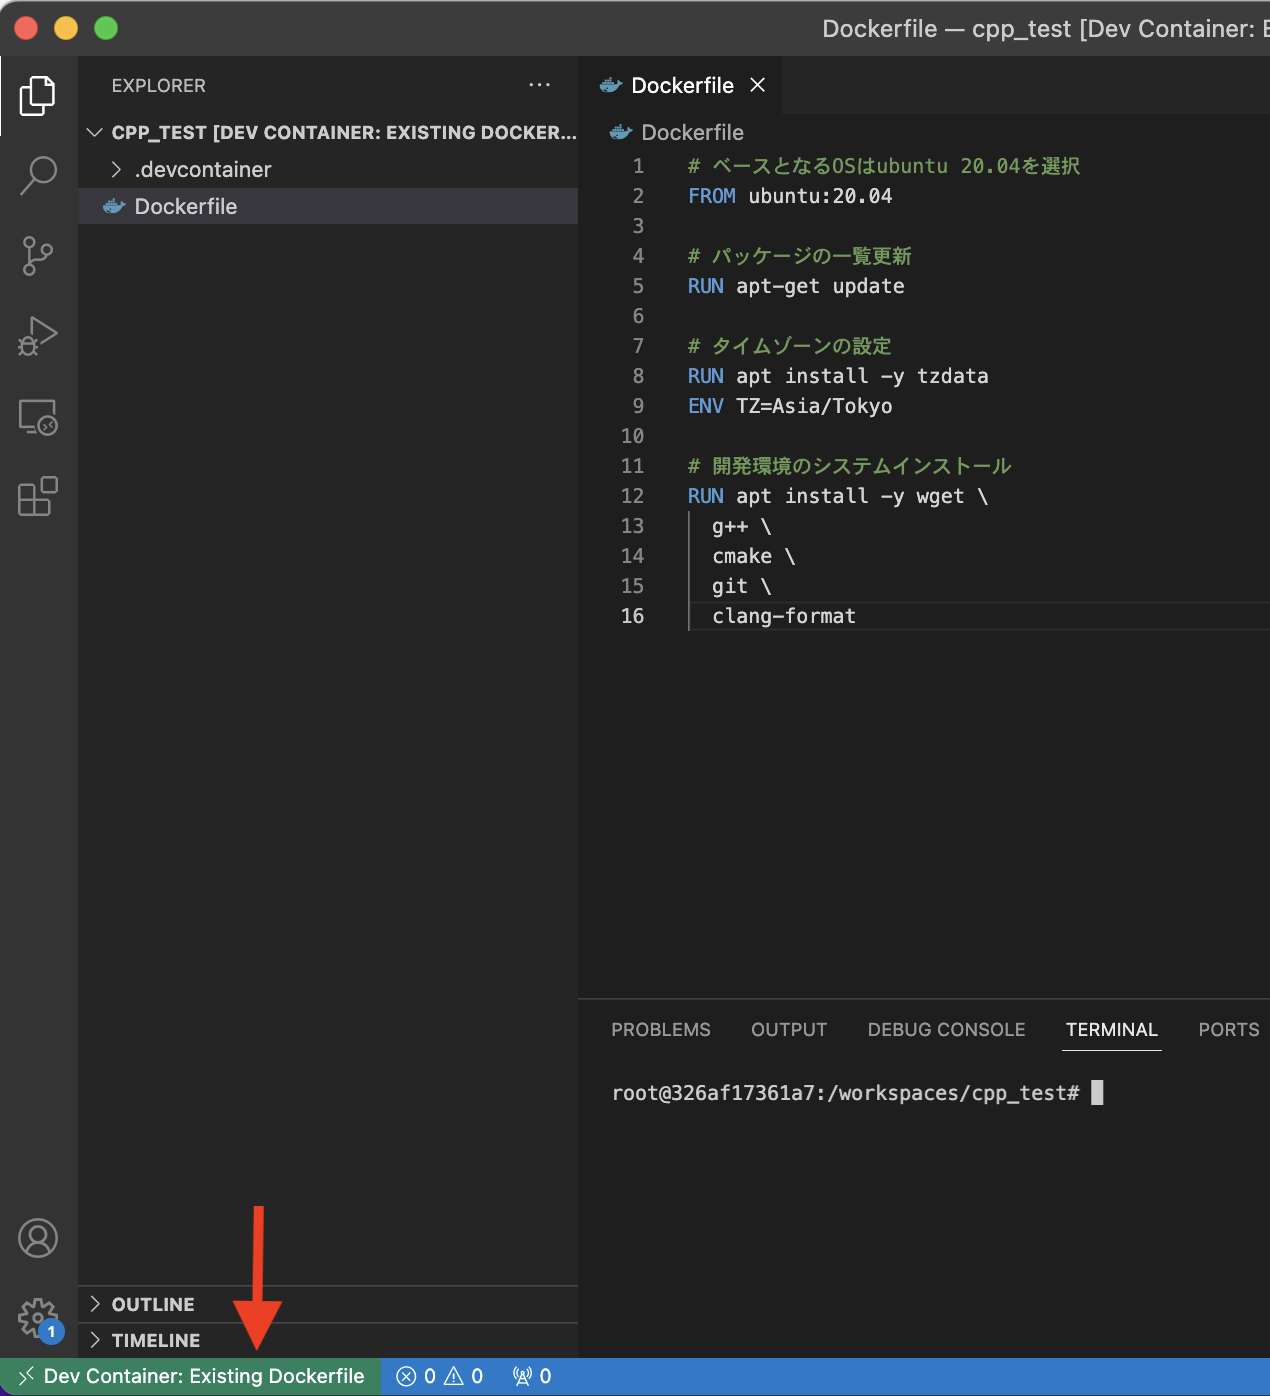 Dockerfile — cpp_test [Dev Container: E
EXPLORER
CPP_TEST [DEV CONTAINER: EXISTING DOCKER...
.devcontainer
Dockerfile
Dockerfile
Dockerfile
1 # ベースとなるOSはubuntu 20.04を選択
2 FROM ubuntu:20.04
3
4 # パッケージの一覧更新
5 RUN apt-get update
6
7 # タイムゾーンの設定
8 RUN apt install -y tzdata
9 ENV TZ=Asia/Tokyo
10
11 # 開発環境のシステムインストール
12 RUN apt install -y wget \
13 g++ \
14 cmake \
15 git \
16 clang-format
PROBLEMS OUTPUT DEBUG CONSOLE TERMINAL PORTS
root@326af17361a7:/workspaces/cpp_test#
OUTLINE
1
TIMELINE
Dev Container: Existing Dockerfile 0 0 0